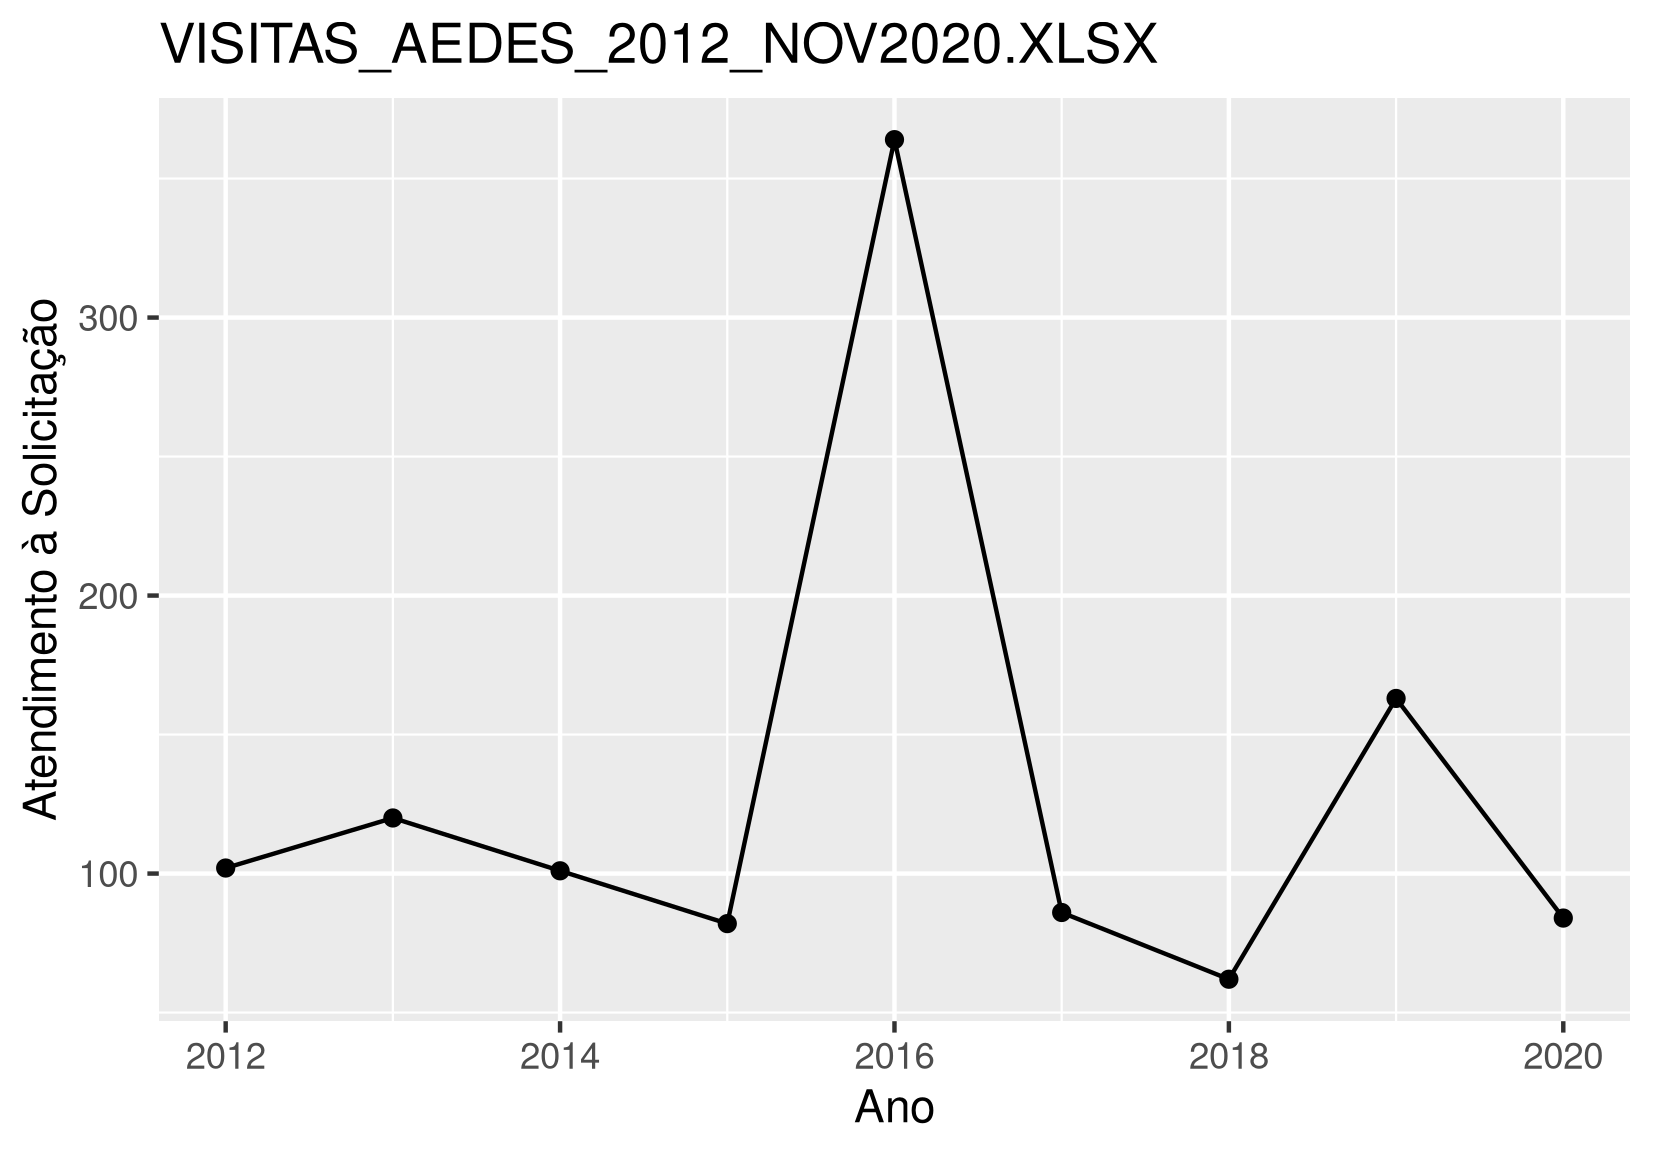 VISITAS_AEDES_2012_NOV2020.XLSX
Atendimento à Solicitação
300
200
100
2012 2014 2016 2018 2020
Ano